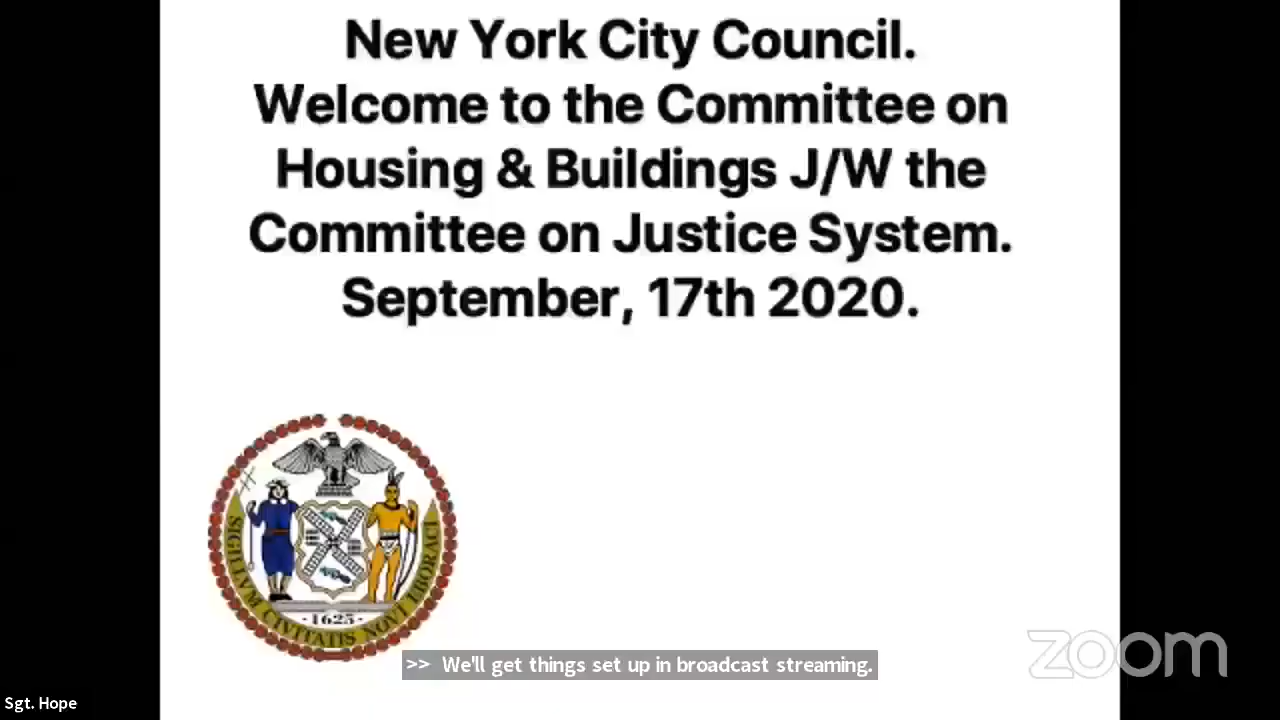 New York City Council.
Welcome to the Committee on
Housing & Buildings J/W the
Committee on Justice System.
September, 17th 2020.
SIGILLVM CIVITATIS NOVI EBORACI
·1625·
>> We'll get things set up in broadcast streaming.
zoom
Sgt. Hope